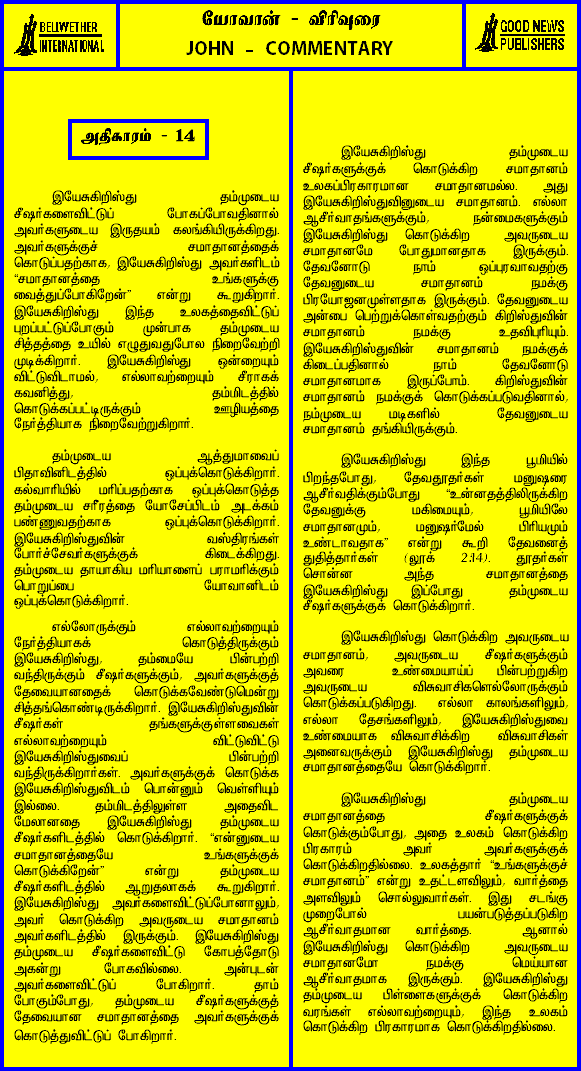 BELLWETHER
INTERNATIONAL
யோவான் - விரிவுரை
JOHN - COMMENTARY
GOOD NEWS
PUBLISHERS
அதிகாரம் - 14
இயேசுகிறிஸ்து தம்முடைய
சீஷர்களைவிட்டுப் போகப்போவதினால்
அவர்களுடைய இருதயம் கலங்கியிருக்கிறது.
அவர்களுக்குச் சமாதானத்தைக்
கொடுப்பதற்காக, இயேசுகிறிஸ்து அவர்களிடம்
“சமாதானத்தை உங்களுக்கு
வைத்துப்போகிறேன்” என்று கூறுகிறார்.
இயேசுகிறிஸ்து இந்த உலகத்தைவிட்டுப்
புறப்பட்டுப்போகும் முன்பாக தம்முடைய
சித்தத்தை உயில் எழுதுவதுபோல நிறைவேற்றி
முடிக்கிறார். இயேசுகிறிஸ்து ஒன்றையும்
விட்டுவிடாமல், எல்லாவற்றையும் சீராகக்
கவனித்து, தம்மிடத்தில்
கொடுக்கப்பட்டிருக்கும் ஊழியத்தை
நேர்த்தியாக நிறைவேற்றுகிறார்.
தம்முடைய ஆத்துமாவைப்
பிதாவினிடத்தில் ஒப்புக்கொடுக்கிறார்.
கல்வாரியில் மரிப்பதற்காக ஒப்புக்கொடுத்த
தம்முடைய சரீரத்தை யோசேப்பிடம் அடக்கம்
பண்ணுவதற்காக ஒப்புக்கொடுக்கிறார்.
இயேசுகிறிஸ்துவின் வஸ்திரங்கள்
போர்ச்சேவர்களுக்குக் கிடைக்கிறது.
தம்முடைய தாயாகிய மரியாளைப் பராமரிக்கும்
பொறுப்பை யோவானிடம்
ஒப்புக்கொடுக்கிறார்.
எல்லோருக்கும் எல்லாவற்றையும்
நேர்த்தியாகக் கொடுத்திருக்கும்
இயேசுகிறிஸ்து, தம்மையே பின்பற்றி
வந்திருக்கும் சீஷர்களுக்கும், அவர்களுக்குத்
தேவையானதைக் கொடுக்கவேண்டுமென்று
சித்தங்கொண்டிருக்கிறார். இயேசுகிறிஸ்துவின்
சீஷர்கள் தங்களுக்குள்ளவைகள்
எல்லாவற்றையும் விட்டுவிட்டு
இயேசுகிறிஸ்துவைப் பின்பற்றி
வந்திருக்கிறார்கள். அவர்களுக்குக் கொடுக்க
இயேசுகிறிஸ்துவிடம் பொன்னும் வெள்ளியும்
இல்லை. தம்மிடத்திலுள்ள அதைவிட
மேலானதை இயேசுகிறிஸ்து தம்முடைய
சீஷர்களிடத்தில் கொடுக்கிறார். “என்னுடைய
சமாதானத்தையே உங்களுக்குக்
கொடுக்கிறேன்” என்று தம்முடைய
சீஷர்களிடத்தில் ஆறுதலாகக் கூறுகிறார்.
இயேசுகிறிஸ்து அவர்களைவிட்டுப்போனாலும்,
அவர் கொடுக்கிற அவருடைய சமாதானம்
அவர்களிடத்தில் இருக்கும். இயேசுகிறிஸ்து
தம்முடைய சீஷர்களைவிட்டு கோபத்தோடு
அகன்று போகவில்லை. அன்புடன்
அவர்களைவிட்டுப் போகிறார். தாம்
போகும்போது, தம்முடைய சீஷர்களுக்குத்
தேவையான சமாதானத்தை அவர்களுக்குக்
கொடுத்துவிட்டுப் போகிறார்.
இயேசுகிறிஸ்து தம்முடைய
சீஷர்களுக்குக் கொடுக்கிற சமாதானம்
உலகப்பிரகாரமான சமாதானமல்ல. அது
இயேசுகிறிஸ்துவினுடைய சமாதானம். எல்லா
ஆசீர்வாதங்களுக்கும், நன்மைகளுக்கும்
இயேசுகிறிஸ்து கொடுக்கிற அவருடைய
சமாதானமே போதுமானதாக இருக்கும்.
தேவனோடு நாம் ஒப்புரவாவதற்கு
தேவனுடைய சமாதானம் நமக்கு
பிரயோஜனமுள்ளதாக இருக்கும். தேவனுடைய
அன்பை பெற்றுக்கொள்வதற்கும் கிறிஸ்துவின்
சமாதானம் நமக்கு உதவிபுரியும்.
இயேசுகிறிஸ்துவின் சமாதானம் நமக்குக்
கிடைப்பதினால் நாம் தேவனோடு
சமாதானமாக இருப்போம். கிறிஸ்துவின்
சமாதானம் நமக்குக் கொடுக்கப்படுவதினால்,
நம்முடைய மடிகளில் தேவனுடைய
சமாதானம் தங்கியிருக்கும்.
இயேசுகிறிஸ்து இந்த பூமியில்
பிறந்தபோது, தேவதூதர்கள் மனுஷரை
ஆசீர்வதிக்கும்போது “உன்னதத்திலிருக்கிற
தேவனுக்கு மகிமையும், பூமியிலே
சமாதானமும், மனுஷர்மேல் பிரியமும்
உண்டாவதாக” என்று கூறி தேவனைத்
துதித்தார்கள் (லூக் 2:14). தூதர்கள்
சொன்ன அந்த சமாதானத்தை
இயேசுகிறிஸ்து இப்போது தம்முடைய
சீஷர்களுக்குக் கொடுக்கிறார்.
இயேசுகிறிஸ்து கொடுக்கிற அவருடைய
சமாதானம், அவருடைய சீஷர்களுக்கும்
அவரை உண்மையாய்ப் பின்பற்றுகிற
அவருடைய விசுவாசிகளெல்லோருக்கும்
கொடுக்கப்படுகிறது. எல்லா காலங்களிலும்,
எல்லா தேசங்களிலும், இயேசுகிறிஸ்துவை
உண்மையாக விசுவாசிக்கிற விசுவாசிகள்
அனைவருக்கும் இயேசுகிறிஸ்து தம்முடைய
சமாதானத்தையே கொடுக்கிறார்.
இயேசுகிறிஸ்து தம்முடைய
சமாதானத்தை சீஷர்களுக்குக்
கொடுக்கும்போது, அதை உலகம் கொடுக்கிற
பிரகாரம் அவர் அவர்களுக்குக்
கொடுக்கிறதில்லை. உலகத்தார் “உங்களுக்குச்
சமாதானம்” என்று உதட்டளவிலும், வார்த்தை
அளவிலும் சொல்லுவார்கள். இது சடங்கு
முறைபோல் பயன்படுத்தப்படுகிற
ஆசீர்வாதமான வார்த்தை. ஆனால்
இயேசுகிறிஸ்து கொடுக்கிற அவருடைய
சமாதானமோ நமக்கு மெய்யான
ஆசீர்வாதமாக இருக்கும். இயேசுகிறிஸ்து
தம்முடைய பிள்ளைகளுக்குக் கொடுக்கிற
வரங்கள் எல்லாவற்றையும், இந்த உலகம்
கொடுக்கிற பிரகாரமாக கொடுக்கிறதில்லை.